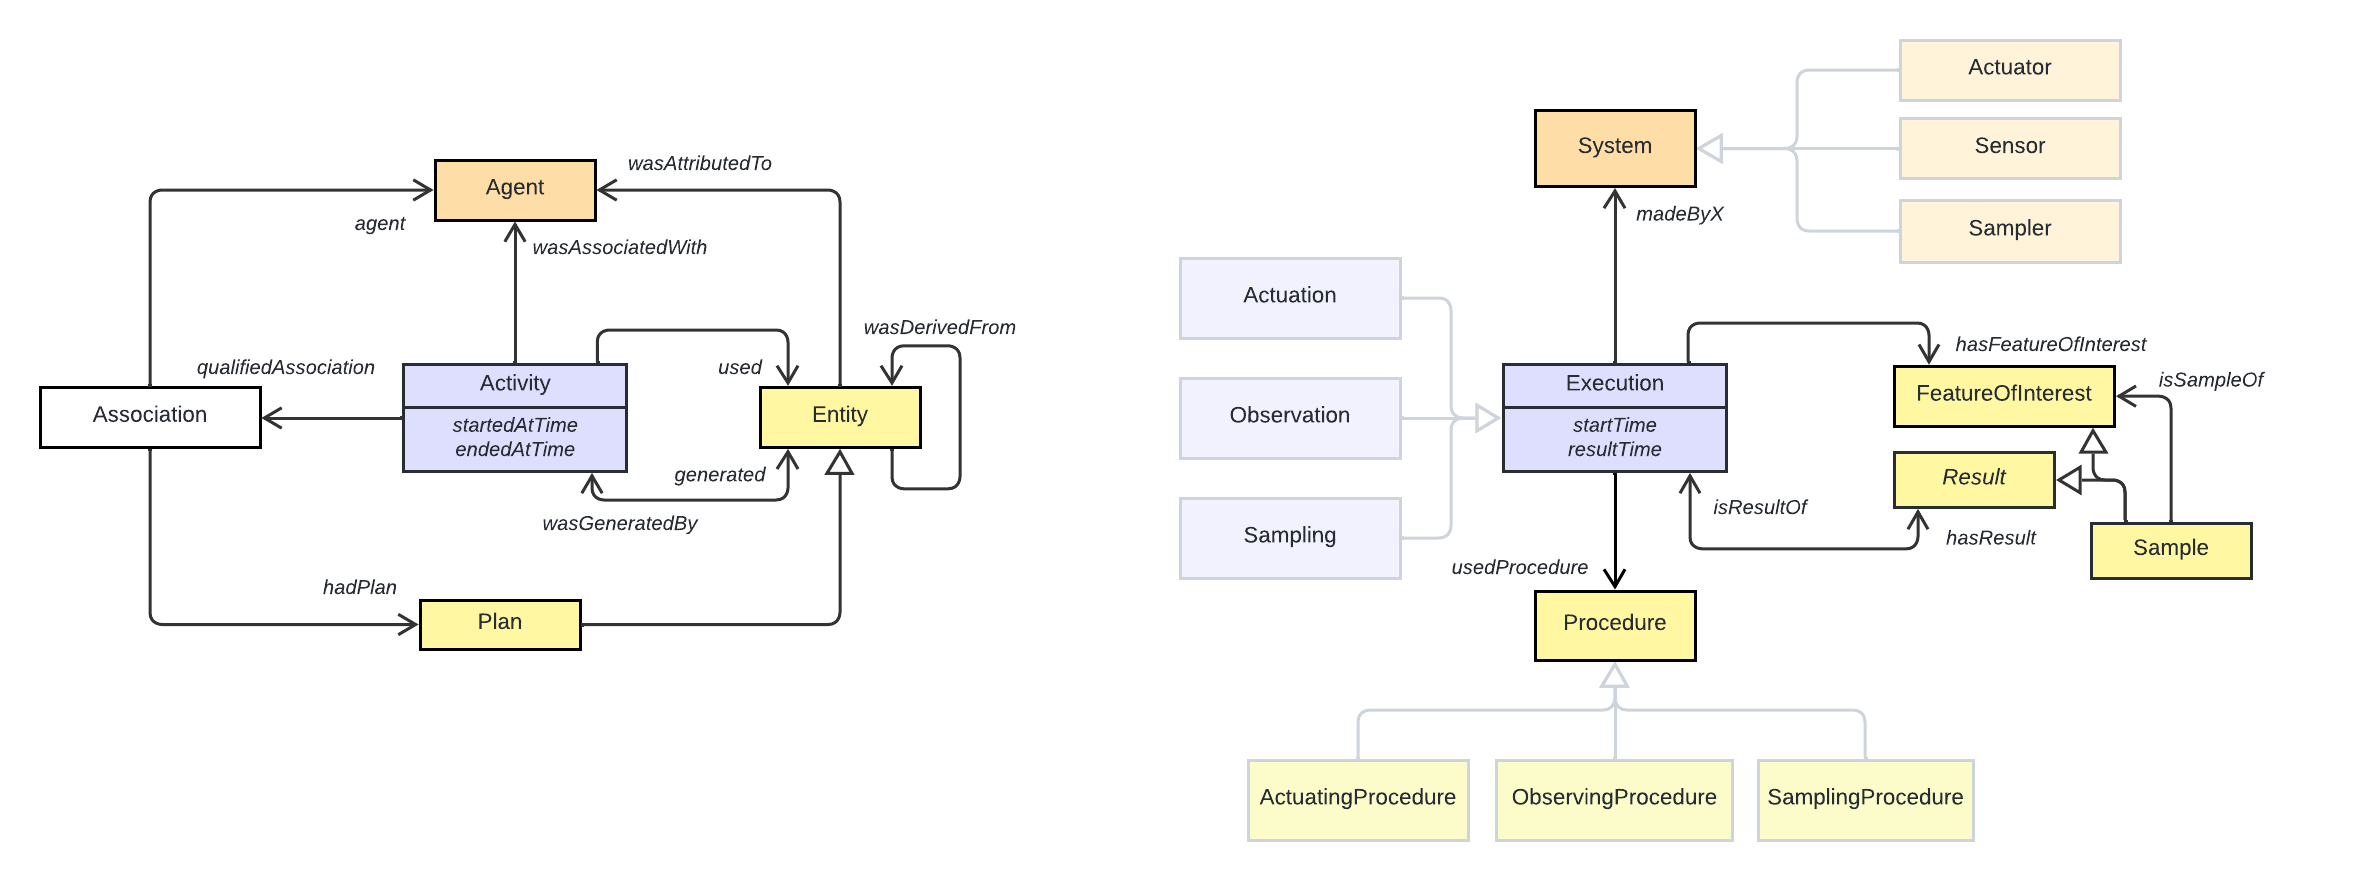 Agent
wasAttributedTo
agent
wasAssociatedWith
wasDerivedFrom
qualifiedAssociation
Activity
used
Association
startedAtTime
endedAtTime
Entity
generated
wasGeneratedBy
hadPlan
Plan
Actuator
System
Sensor
madeByX
Sampler
Actuation
hasFeatureOfInterest
Execution
isSampleOf
FeatureOfInterest
Observation
startTime
resultTime
Result
isResultOf
Sampling
hasResult
Sample
usedProcedure
Procedure
ActuatingProcedure
ObservingProcedure
SamplingProcedure